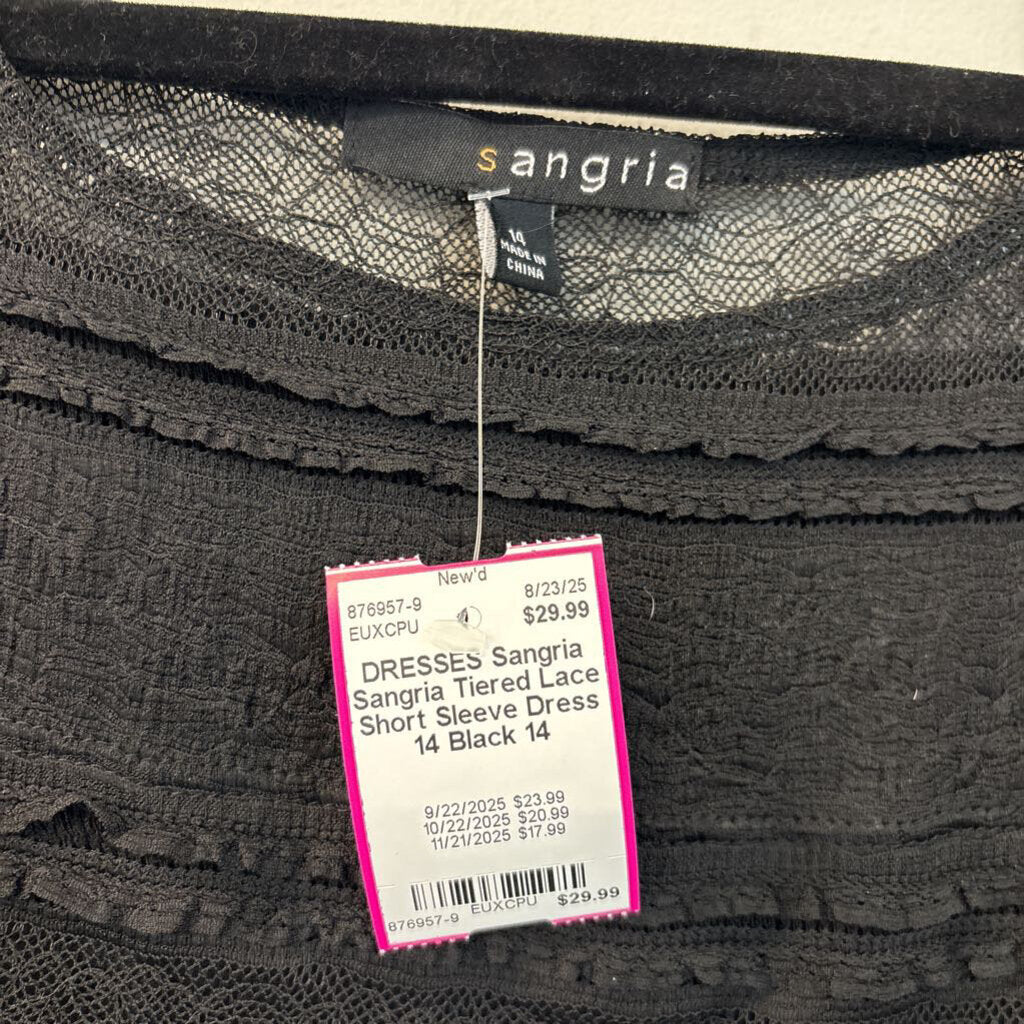 sangria
14
MADE IN
CHINA
New'd
876957-9
8/23/25
EUXCPU
$29.99
DRESSES Sangria
Sangria Tiered Lace
Short Sleeve Dress
14 Black 14
9/22/2025 $23.99
10/22/2025 $20.99
11/21/2025 $17.99
876957-9 EUXCPU $29.99